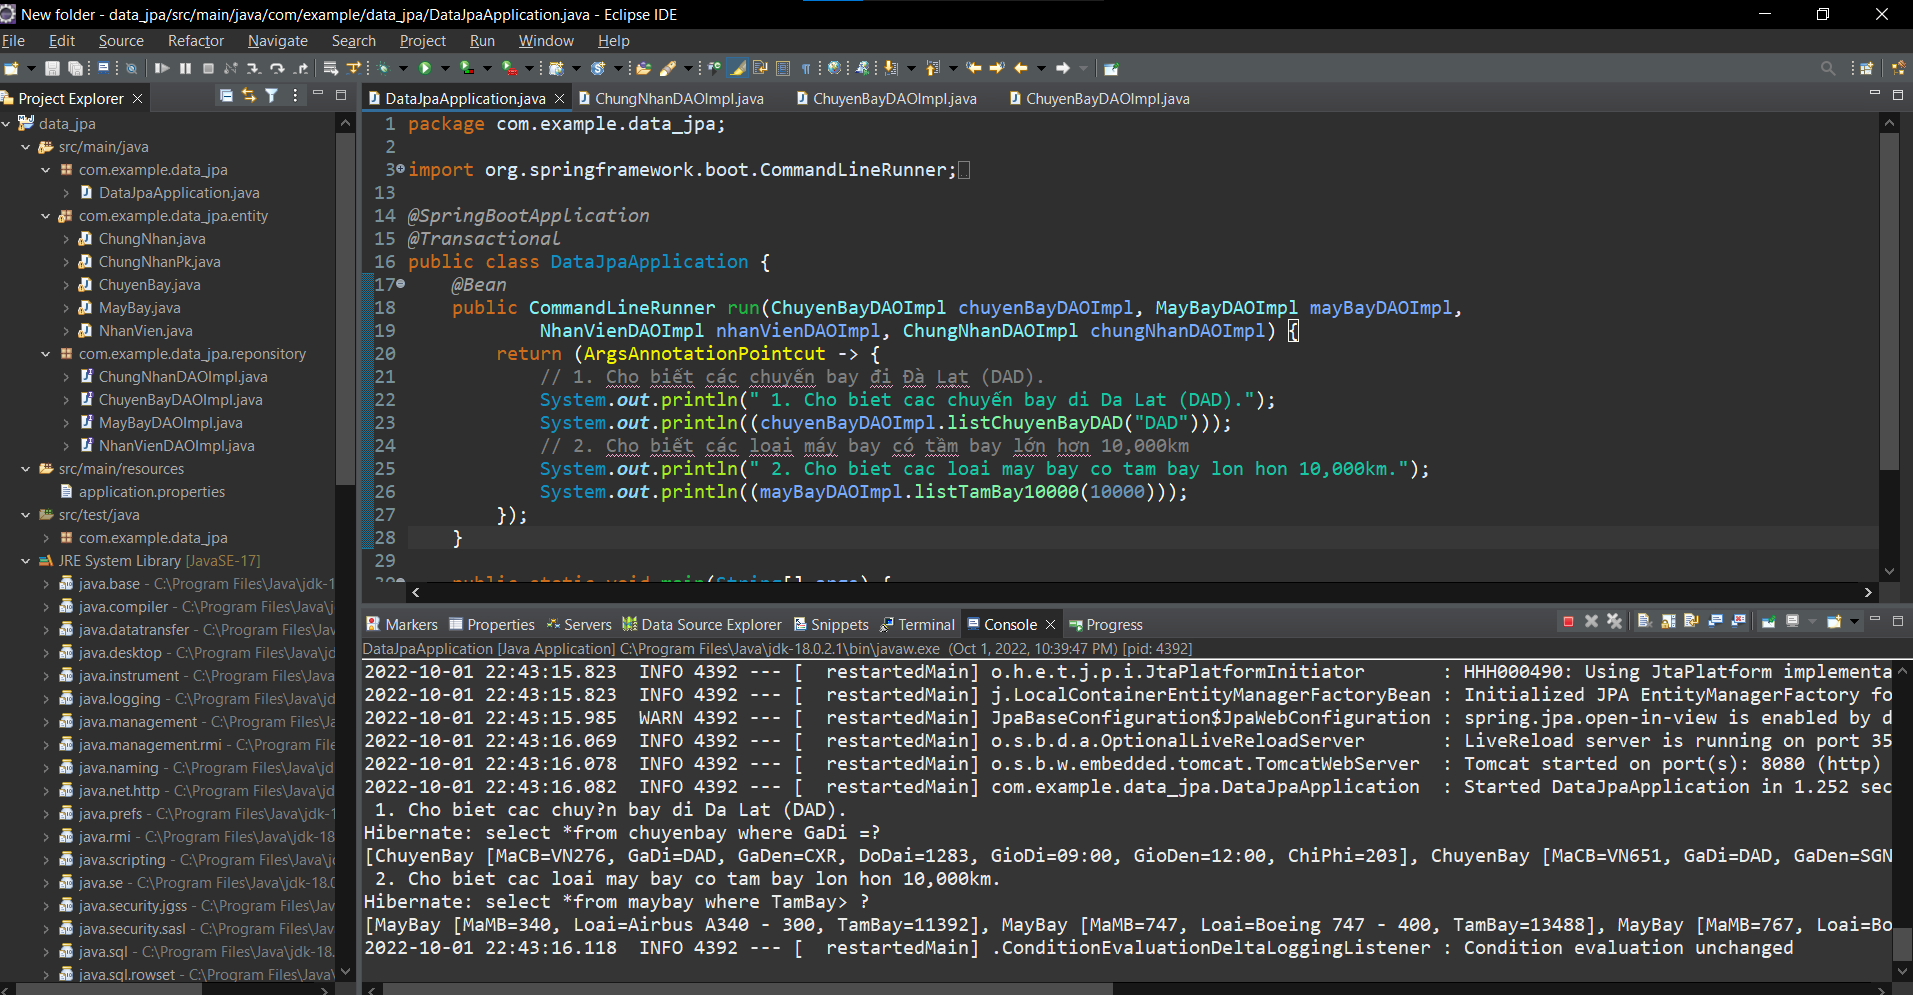 New folder - data_jpa/src/main/java/com/example/data_jpa/DataJpaApplication.java - Eclipse IDE
File Edit Source Refactor Navigate Search Project Run Window Help
Project Explorer
data_jpa
src/main/java
com.example.data_jpa
DataJpaApplication.java
com.example.data_jpa.entity
ChungNhan.java
ChungNhanPk.java
ChuyenBay.java
MayBay.java
NhanVien.java
com.example.data_jpa.reponsitory
ChungNhanDAOImpl.java
ChuyenBayDAOImpl.java
MayBayDAOImpl.java
NhanVienDAOImpl.java
src/main/resources
application.properties
src/test/java
com.example.data_jpa
JRE System Library [JavaSE-17]
java.base - C:\Program Files\Java\jdk-1
java.compiler - C:\Program Files\Java\j
java.datatransfer - C:\Program Files\Jav
java.desktop - C:\Program Files\Java\jd
java.instrument - C:\Program Files\Java
java.logging - C:\Program Files\Java\jd
java.management - C:\Program Files\Ja
java.management.rmi - C:\Program File
java.naming - C:\Program Files\Java\jd
java.net.http - C:\Program Files\Java\jd
java.prefs - C:\Program Files\Java\jdk-1
java.rmi - C:\Program Files\Java\jdk-18
java.scripting - C:\Program Files\Java\jd
java.se - C:\Program Files\Java\jdk-18.0
java.security.jgss - C:\Program Files\Jav
java.security.sasl - C:\Program Files\Jav
java.sql - C:\Program Files\Java\jdk-18.
java.sql.rowset - C:\Program Files\Java\
DataJpaApplication.java ChungNhanDAOImpl.java ChuyenBayDAOImpl.java ChuyenBayDAOImpl.java
1 package com.example.data_jpa;
2
3 import org.springframework.boot.CommandLineRunner;
13
14 @SpringBootApplication
15 @Transactional
16 public class DataJpaApplication {
17 @Bean
18 public CommandLineRunner run(ChuyenBayDAOImpl chuyenBayDAOImpl, MayBayDAOImpl mayBayDAOImpl,
19 NhanVienDAOImpl nhanVienDAOImpl, ChungNhanDAOImpl chungNhanDAOImpl) {
20 return (ArgsAnnotationPointcut -> {
21 // 1. Cho biết các chuyến bay đi Đà Lạt (DAD).
22 System.out.println(" 1. Cho biet cac chuyến bay di Da Lat (DAD).");
23 System.out.println((chuyenBayDAOImpl.listChuyenBayDAD("DAD")));
24 // 2. Cho biết các loại máy bay có tầm bay lớn hơn 10,000km
25 System.out.println(" 2. Cho biet cac loai may bay co tam bay lon hon 10,000km.");
26 System.out.println((mayBayDAOImpl.listTamBay10000(10000)));
27 });
28 }
29
30 public static void main(String[] args) {
Markers Properties Servers Data Source Explorer Snippets Terminal Console Progress
DataJpaApplication [Java Application] C:\Program Files\Java\jdk-18.0.2.1\bin\javaw.exe (Oct 1, 2022, 10:39:47 PM) [pid: 4392]
2022-10-01 22:43:15.823 INFO 4392 --- [ restartedMain] o.h.e.t.j.p.i.JtaPlatformInitiator : HHH000490: Using JtaPlatform implementa
2022-10-01 22:43:15.823 INFO 4392 --- [ restartedMain] j.LocalContainerEntityManagerFactoryBean : Initialized JPA EntityManagerFactory fo
2022-10-01 22:43:15.985 WARN 4392 --- [ restartedMain] JpaBaseConfiguration$JpaWebConfiguration : spring.jpa.open-in-view is enabled by d
2022-10-01 22:43:16.069 INFO 4392 --- [ restartedMain] o.s.b.d.a.OptionalLiveReloadServer : LiveReload server is running on port 35
2022-10-01 22:43:16.078 INFO 4392 --- [ restartedMain] o.s.b.w.embedded.tomcat.TomcatWebServer : Tomcat started on port(s): 8080 (http)
2022-10-01 22:43:16.082 INFO 4392 --- [ restartedMain] com.example.data_jpa.DataJpaApplication : Started DataJpaApplication in 1.252 sec
1. Cho biet cac chuy?n bay di Da Lat (DAD).
Hibernate: select *from chuyenbay where GaDi =?
[ChuyenBay [MaCB=VN276, GaDi=DAD, GaDen=CXR, DoDai=1283, GioDi=09:00, GioDen=12:00, ChiPhi=203], ChuyenBay [MaCB=VN651, GaDi=DAD, GaDen=SGN
2. Cho biet cac loai may bay co tam bay lon hon 10,000km.
Hibernate: select *from maybay where TamBay> ?
[MayBay [MaMB=340, Loai=Airbus A340 - 300, TamBay=11392], MayBay [MaMB=747, Loai=Boeing 747 - 400, TamBay=13488], MayBay [MaMB=767, Loai=Bo
2022-10-01 22:43:16.118 INFO 4392 --- [ restartedMain] .ConditionEvaluationDeltaLoggingListener : Condition evaluation unchanged